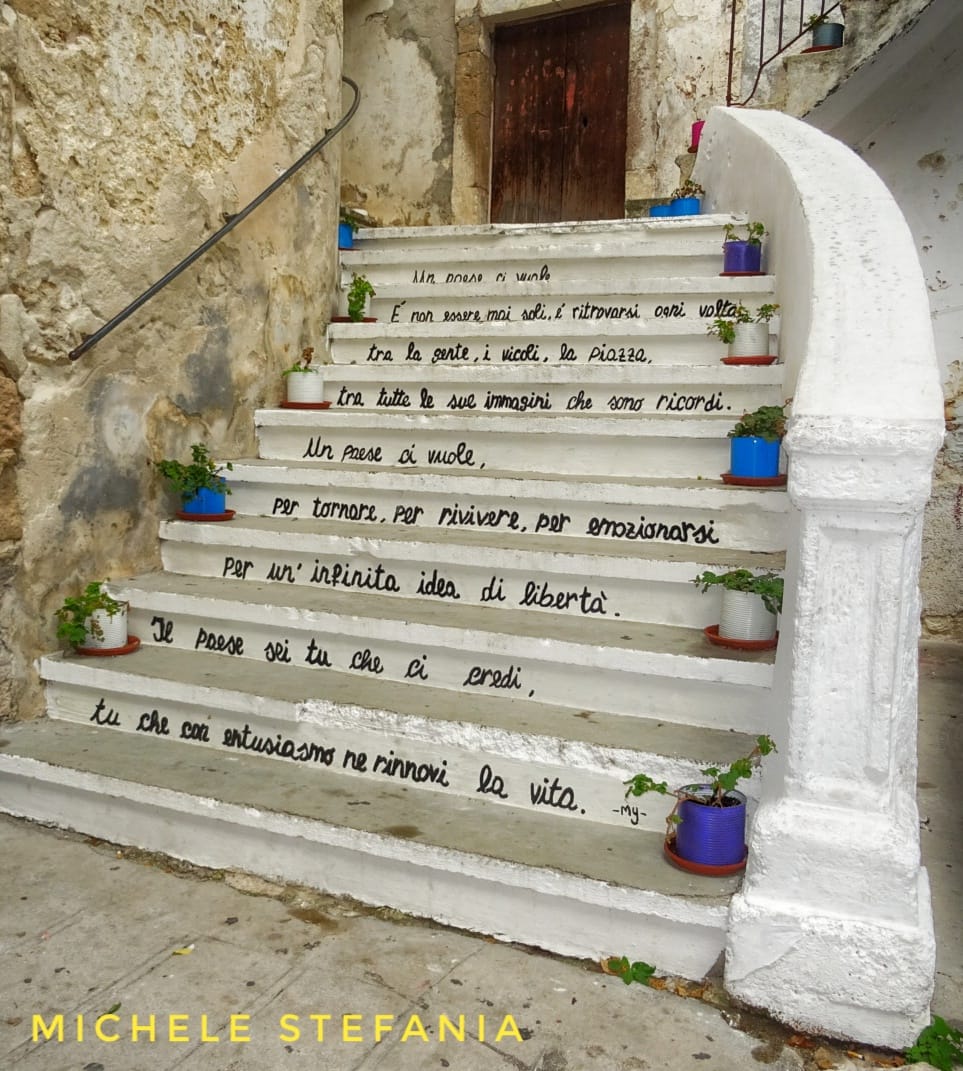 Un paese ci vuole
É non essere mai soli, é ritrovarsi ogni volta
tra la gente, i vicoli, la piazza,
tra tutte le sue immagini che sono ricordi.
Un paese ci vuole,
per tornare, per rivivere, per emozionarsi
per un' infinita idea di libertà.
Il paese sei tu che ci credi,
tu che con entusiasmo ne rinnovi la vita.
-My-
MICHELE STEFANIA